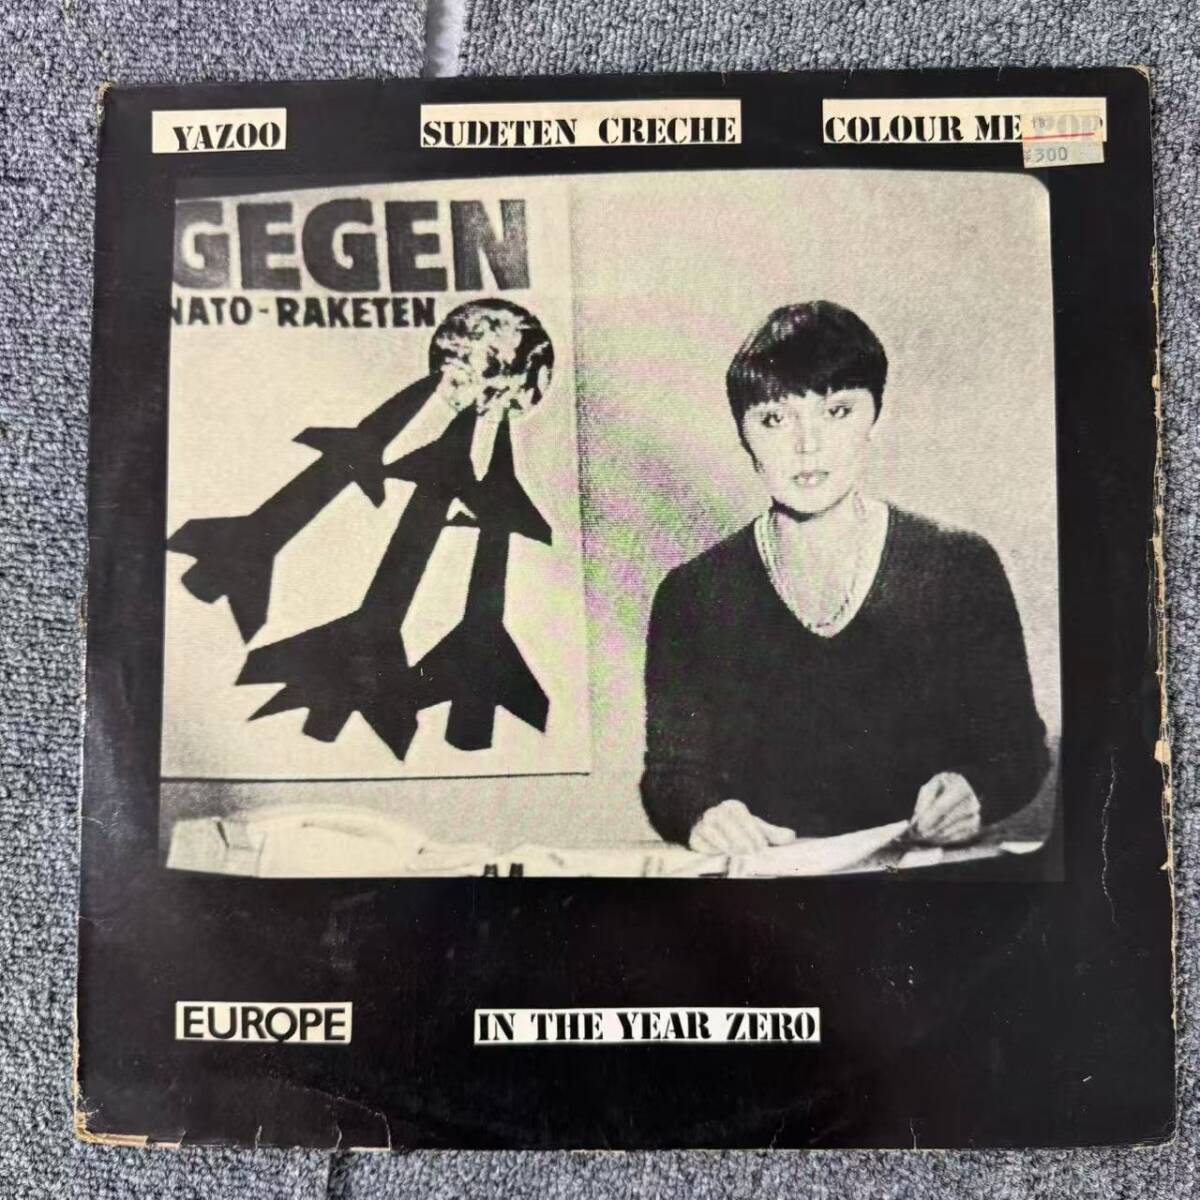 YAZOO
SUDETEN CRECHE
COLOUR ME POP
¥300
GEGEN
NATO-RAKETEN
EUROPE
IN THE YEAR ZERO